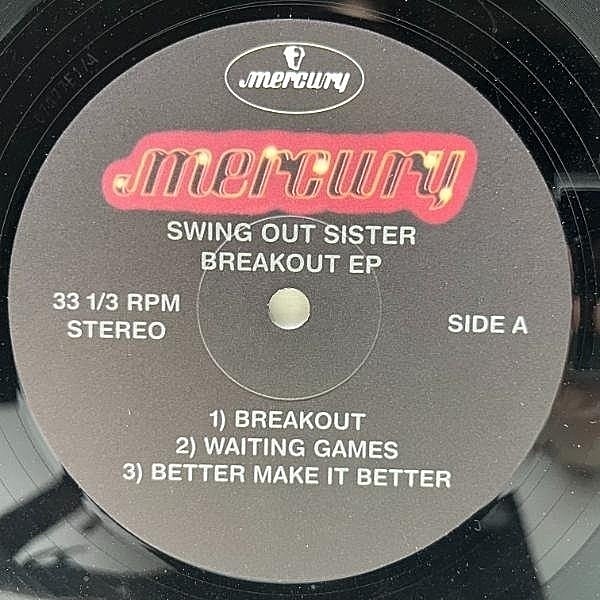 mercury
mercury
SWING OUT SISTER
BREAKOUT EP
33 1/3 RPM
STEREO
SIDE A
1) BREAKOUT
2) WAITING GAMES
3) BETTER MAKE IT BETTER